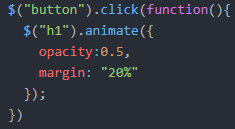 $("button").click(function(){
$("h1").animate({
opacity:0.5,
margin: "20%"
});
})